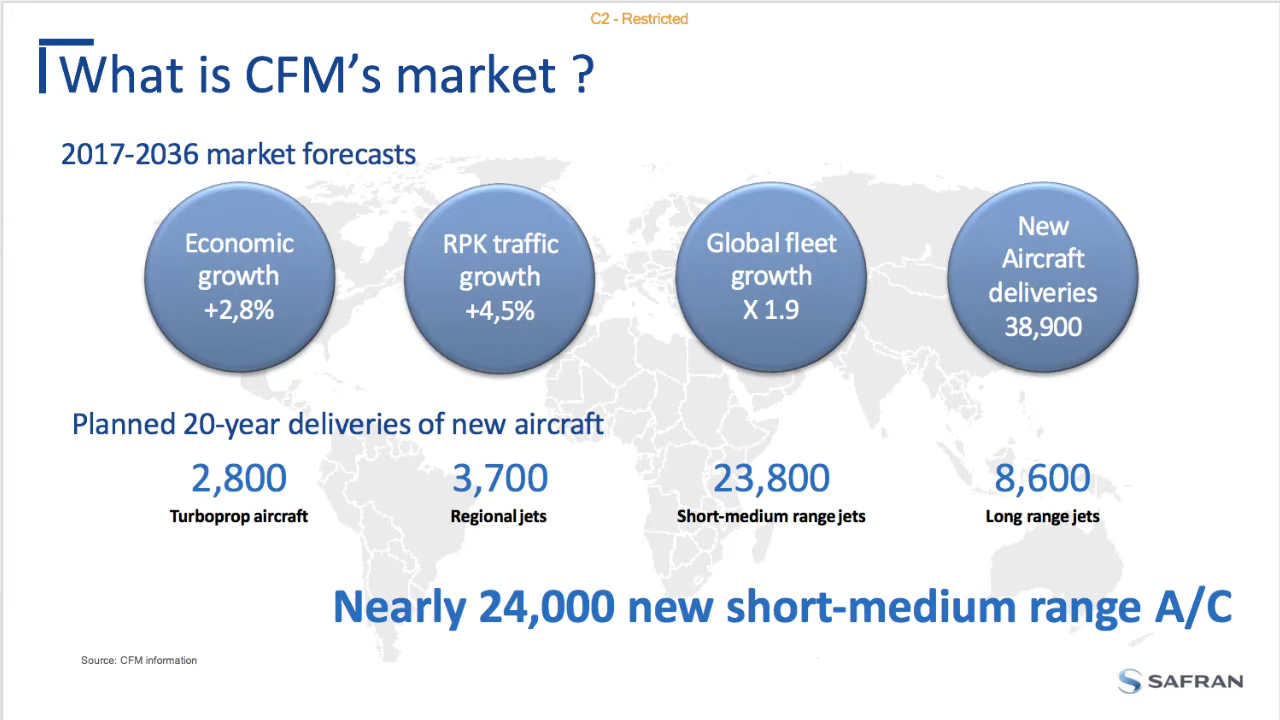 C2 - Restricted
What is CFM’s market ?
2017-2036 market forecasts
Economic
growth
+2,8%
RPK traffic
growth
+4,5%
Global fleet
growth
X 1.9
New
Aircraft
deliveries
38,900
Planned 20-year deliveries of new aircraft
2,800
Turboprop aircraft
3,700
Regional jets
23,800
Short-medium range jets
8,600
Long range jets
Nearly 24,000 new short-medium range A/C
Source: CFM information
SAFRAN